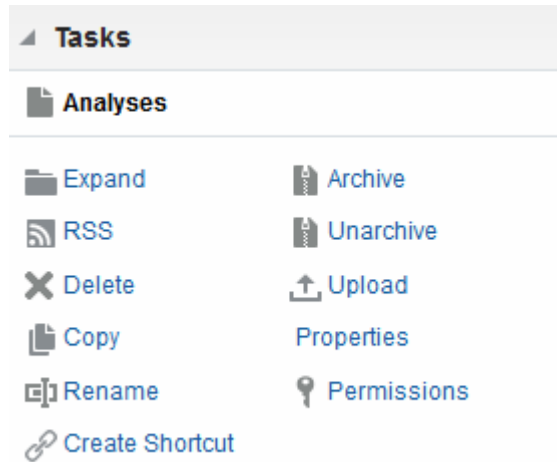 Tasks
Analyses
Expand Archive
RSS Unarchive
Delete Upload
Copy Properties
Rename Permissions
Create Shortcut